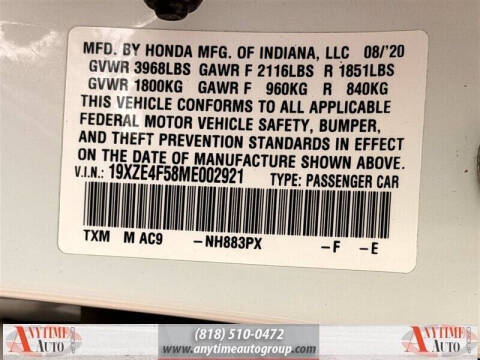 MFD. BY HONDA MFG. OF INDIANA, LLC 08/'20
GVWR 3968LBS GAWR F 2116LBS R 1851LBS
GVWR 1800KG GAWR F 960KG R 840KG
THIS VEHICLE CONFORMS TO ALL APPLICABLE
FEDERAL MOTOR VEHICLE SAFETY, BUMPER,
AND THEFT PREVENTION STANDARDS IN EFFECT
ON THE DATE OF MANUFACTURE SHOWN ABOVE.
V.I.N.: 19XZE4F58ME002921 TYPE: PASSENGER CAR
TXM M AC9 -NH883PX -F -E
ANYTIME AUTO
(818) 510-0472
www.anytimeautogroup.com
ANYTIME AUTO